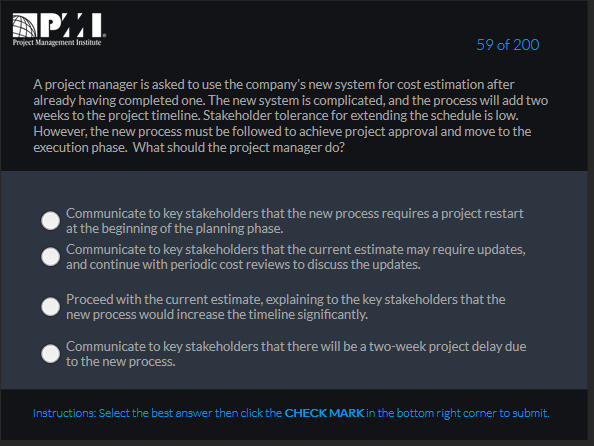 PMI
Project Management Institute
59 of 200
A project manager is asked to use the company's new system for cost estimation after
already having completed one. The new system is complicated, and the process will add two
weeks to the project timeline. Stakeholder tolerance for extending the schedule is low.
However, the new process must be followed to achieve project approval and move to the
execution phase.  What should the project manager do?
Communicate to key stakeholders that the new process requires a project restart
at the beginning of the planning phase.
Communicate to key stakeholders that the current estimate may require updates,
and continue with periodic cost reviews to discuss the updates.
Proceed with the current estimate, explaining to the key stakeholders that the
new process would increase the timeline significantly.
Communicate to key stakeholders that there will be a two-week project delay due
to the new process.
Instructions: Select the best answer then click the CHECK MARK in the bottom right corner to submit.